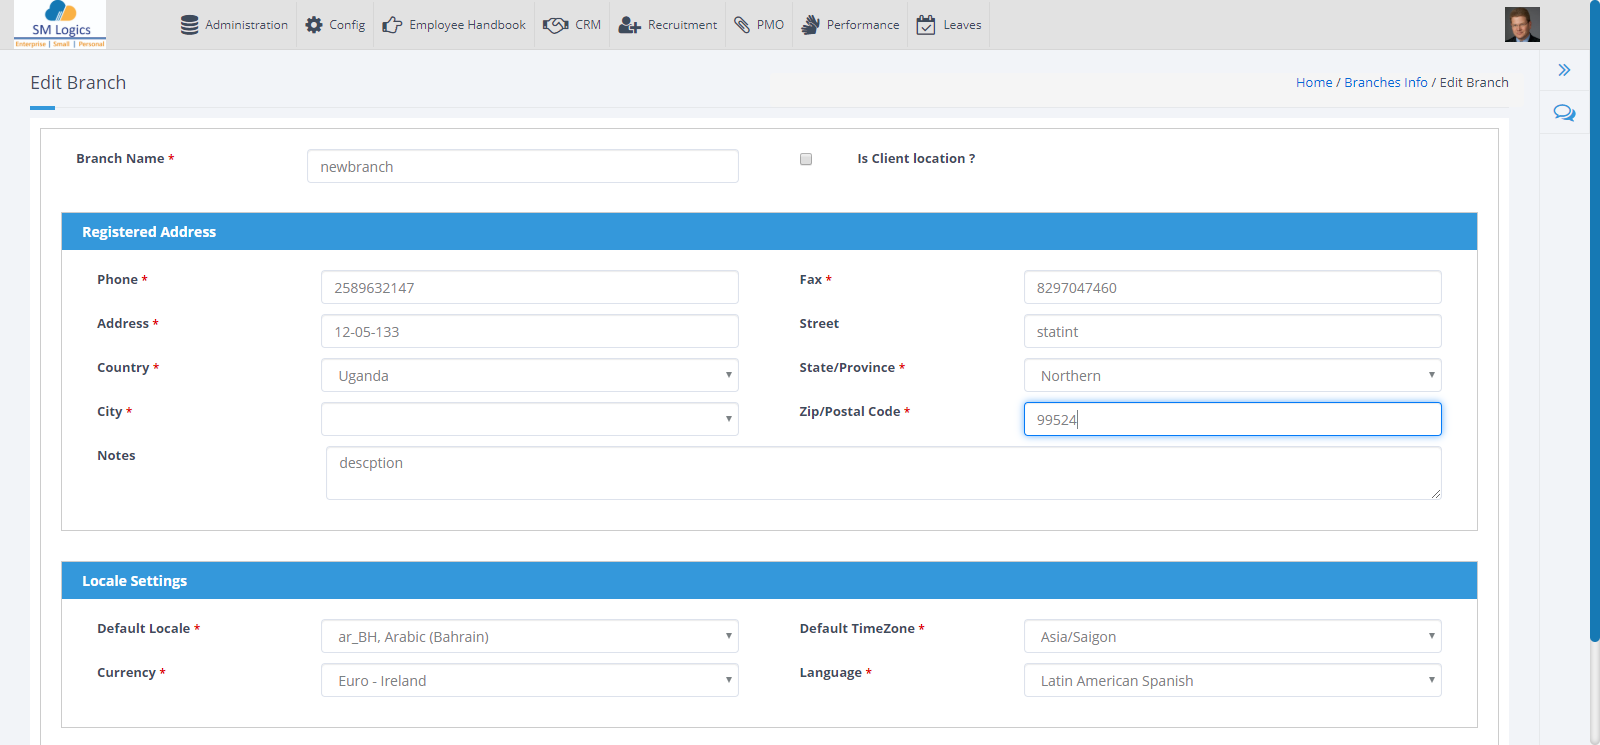 SM Logics
Enterprise | Small | Personal
Administration Config Employee Handbook CRM Recruitment PMO Performance Leaves
Edit Branch
Home / Branches Info / Edit Branch
Branch Name * newbranch Is Client location ?
Registered Address
Phone * 2589632147 Fax * 8297047460
Address * 12-05-133 Street statint
Country * Uganda State/Province * Northern
City * Zip/Postal Code * 99524
Notes descption
Locale Settings
Default Locale * ar_BH, Arabic (Bahrain) Default TimeZone * Asia/Saigon
Currency * Euro - Ireland Language * Latin American Spanish